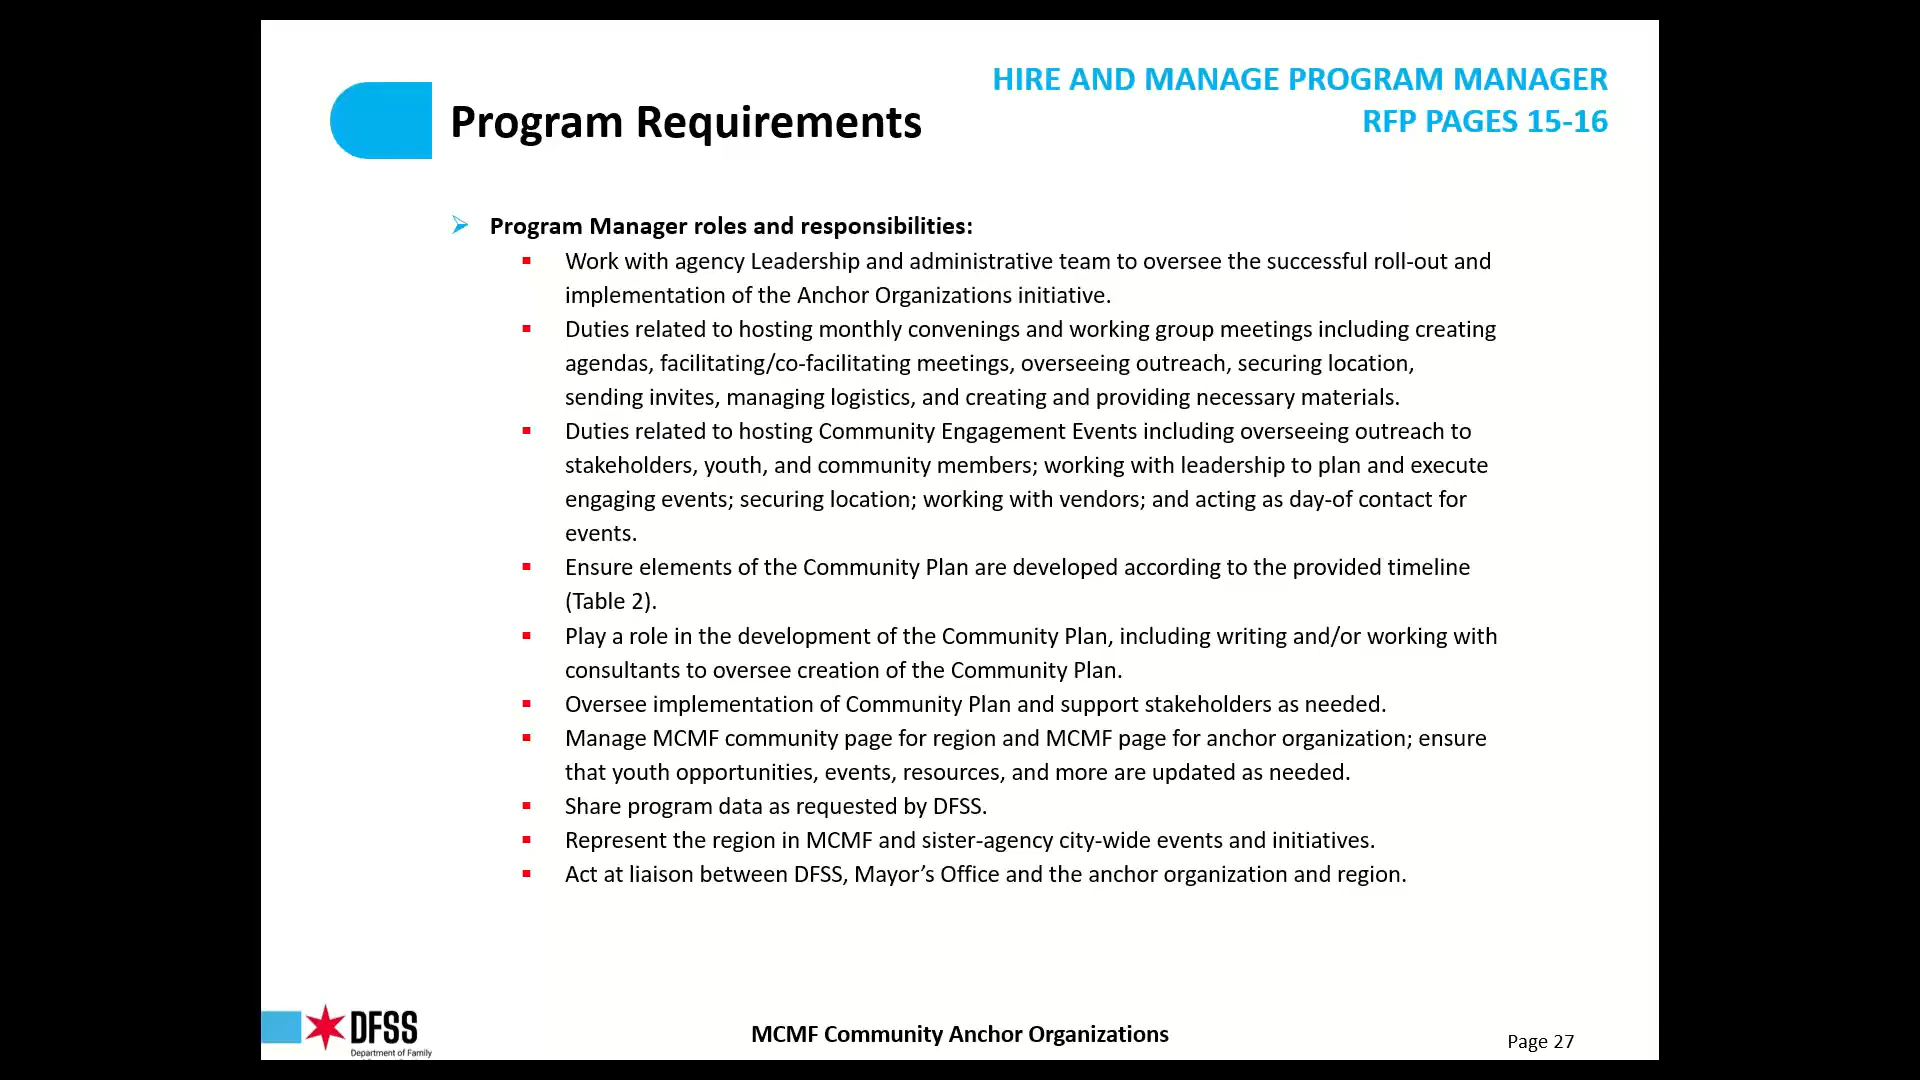 HIRE AND MANAGE PROGRAM MANAGER
RFP PAGES 15-16
Program Requirements
Program Manager roles and responsibilities:
Work with agency Leadership and administrative team to oversee the successful roll-out and
implementation of the Anchor Organizations initiative.
Duties related to hosting monthly convenings and working group meetings including creating
agendas, facilitating/co-facilitating meetings, overseeing outreach, securing location,
sending invites, managing logistics, and creating and providing necessary materials.
Duties related to hosting Community Engagement Events including overseeing outreach to
stakeholders, youth, and community members; working with leadership to plan and execute
engaging events; securing location; working with vendors; and acting as day-of contact for
events.
Ensure elements of the Community Plan are developed according to the provided timeline
(Table 2).
Play a role in the development of the Community Plan, including writing and/or working with
consultants to oversee creation of the Community Plan.
Oversee implementation of Community Plan and support stakeholders as needed.
Manage MCMF community page for region and MCMF page for anchor organization; ensure
that youth opportunities, events, resources, and more are updated as needed.
Share program data as requested by DFSS.
Represent the region in MCMF and sister-agency city-wide events and initiatives.
Act at liaison between DFSS, Mayor’s Office and the anchor organization and region.
DFSS
Department of Family
MCMF Community Anchor Organizations
Page 27